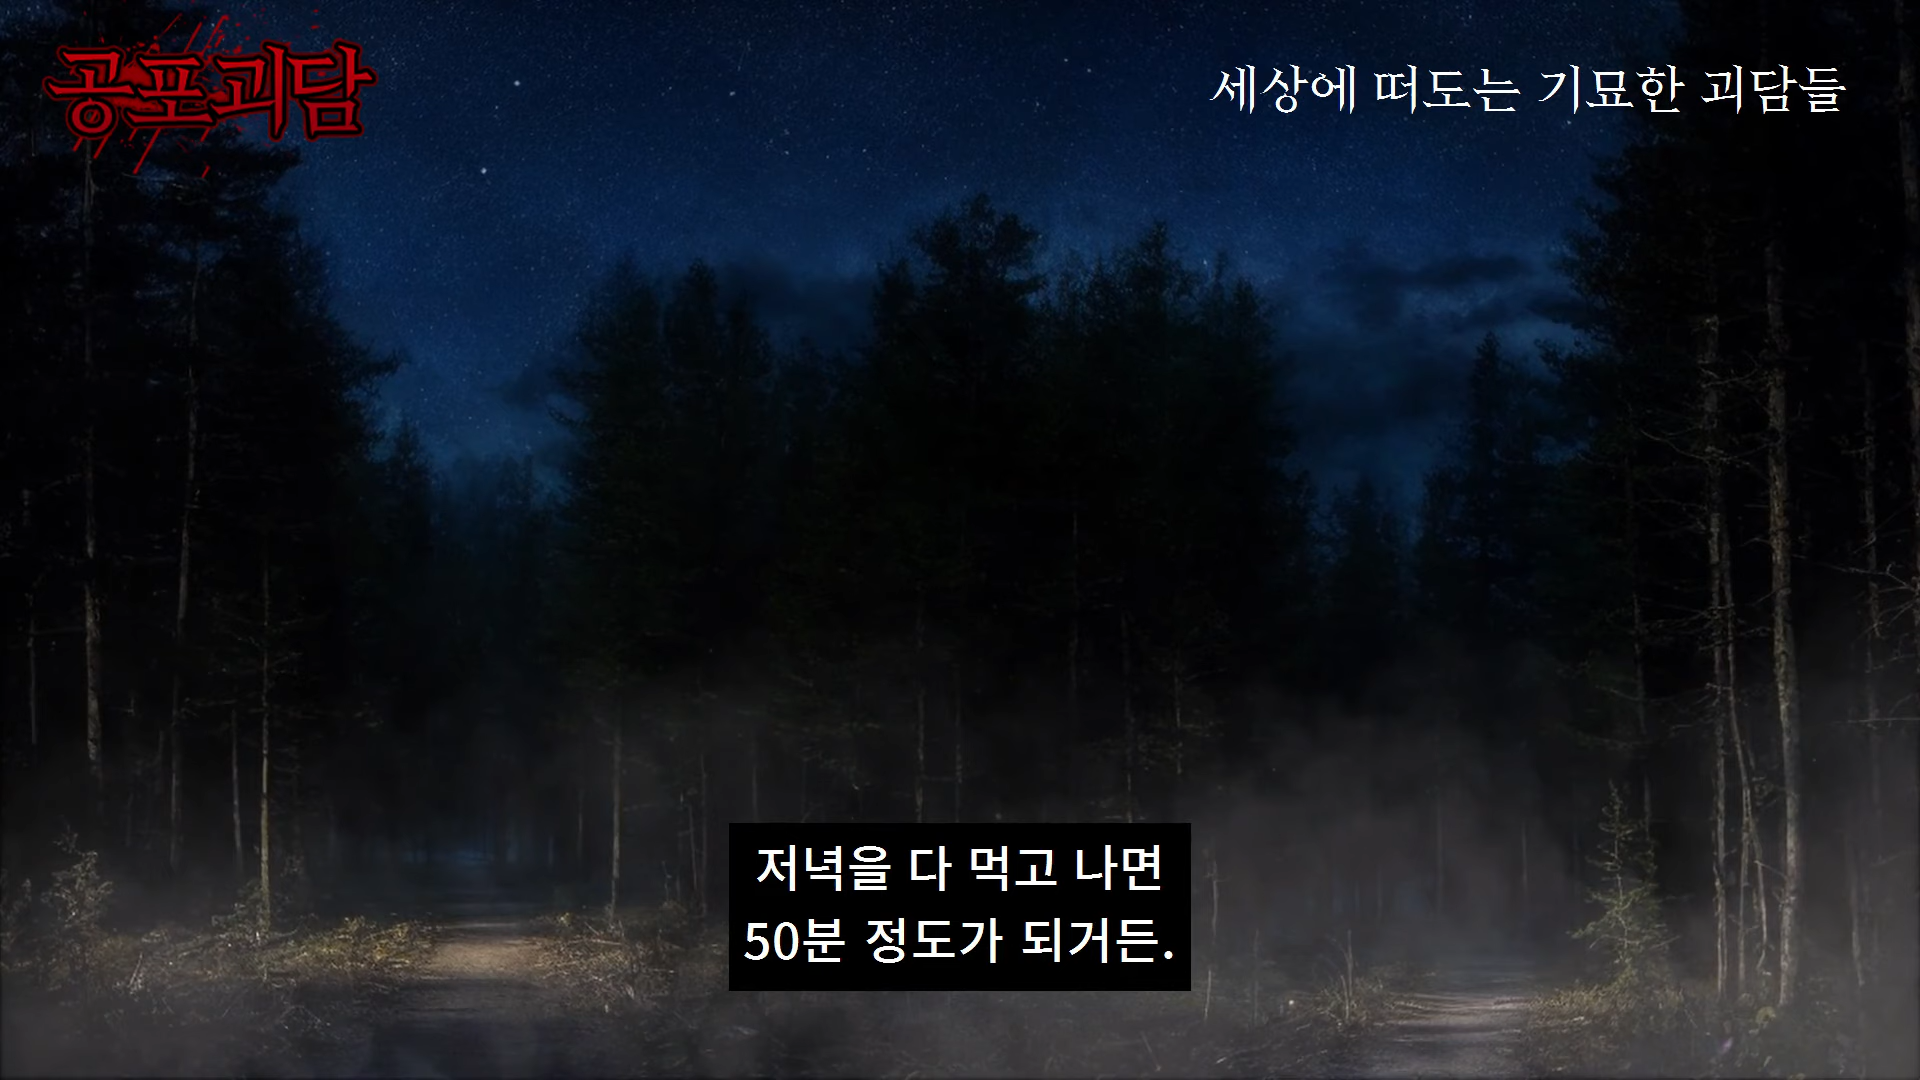 공포괴담
세상에 떠도는 기묘한 괴담들
저녁을 다 먹고 나면
50분 정도가 되거든.